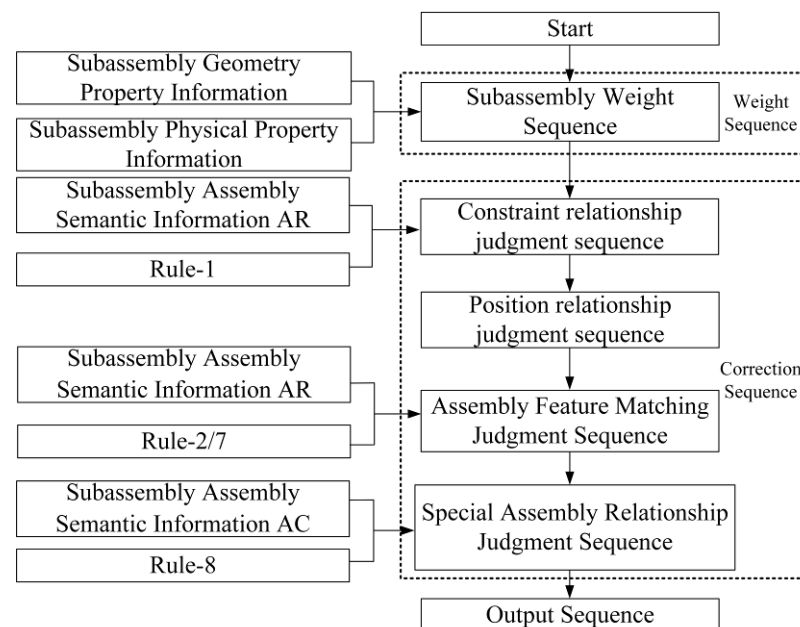 Start
Subassembly Geometry
Property Information
Subassembly Physical Property
Information
Subassembly Weight
Sequence
Weight
Sequence
Subassembly Assembly
Semantic Information AR
Rule-1
Constraint relationship
judgment sequence
Position relationship
judgment sequence
Subassembly Assembly
Semantic Information AR
Rule-2/7
Assembly Feature Matching
Judgment Sequence
Correction
Sequence
Subassembly Assembly
Semantic Information AC
Rule-8
Special Assembly Relationship
Judgment Sequence
Output Sequence